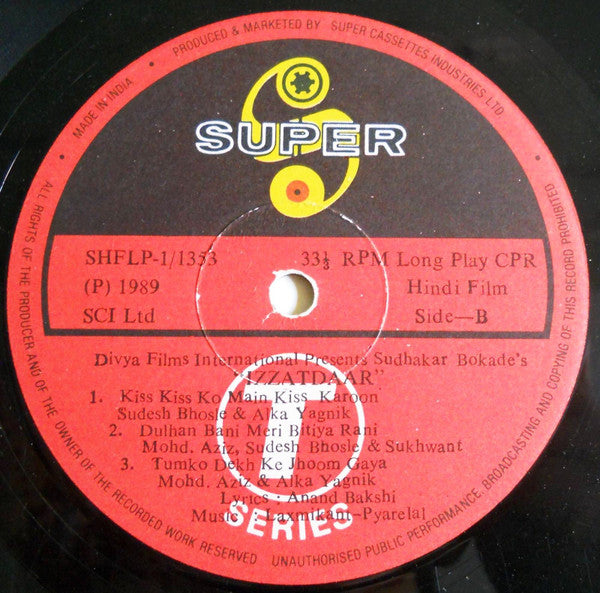 • MADE IN INDIA • PRODUCED & MARKETED BY SUPER CASSETTES INDUSTRIES LTD •
SUPER
SHFLP-1/1353 33⅓ RPM Long Play CPR
(P) 1989 Hindi Film
SCI Ltd Side—B
Divya Films International Presents Sudhakar Bokade's
"IZZATDAAR"
1. Kiss Kiss Ko Main Kiss Karoon
Sudesh Bhosle & Alka Yagnik
2. Dulhan Bani Meri Bitiya Rani
Mohd. Aziz, Sudesh Bhosle & Sukhwant
3. Tumko Dekh Ke Jhoom Gaya
Mohd. Aziz & Alka Yagnik
Lyrics : Anand Bakshi
Music : Laxmikant-Pyarelal
T
SERIES
ALL RIGHTS OF THE PRODUCER AND OF THE OWNER OF THE RECORDED WORK RESERVED UNAUTHORISED PUBLIC PERFORMANCE, BROADCASTING AND COPYING OF THIS RECORD PROHIBITED